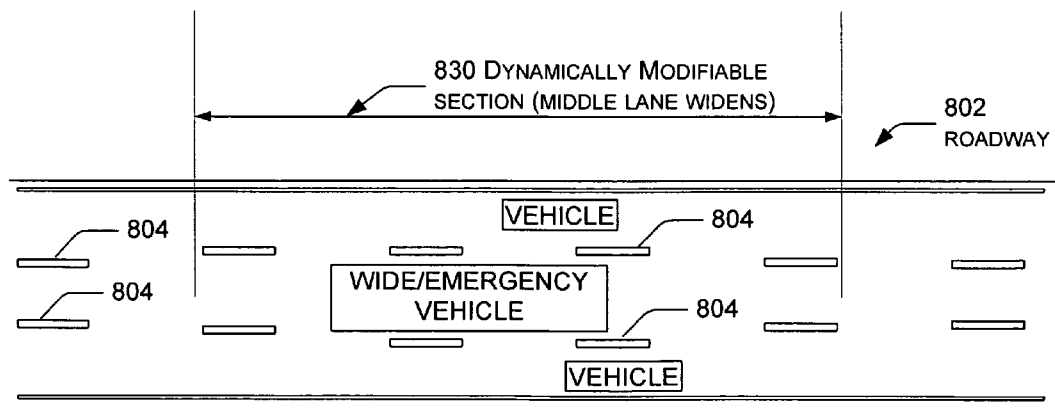 830 DYNAMICALLY MODIFIABLE
SECTION (MIDDLE LANE WIDENS)
802
ROADWAY
VEHICLE
804
804
WIDE/EMERGENCY
VEHICLE
804
804
VEHICLE